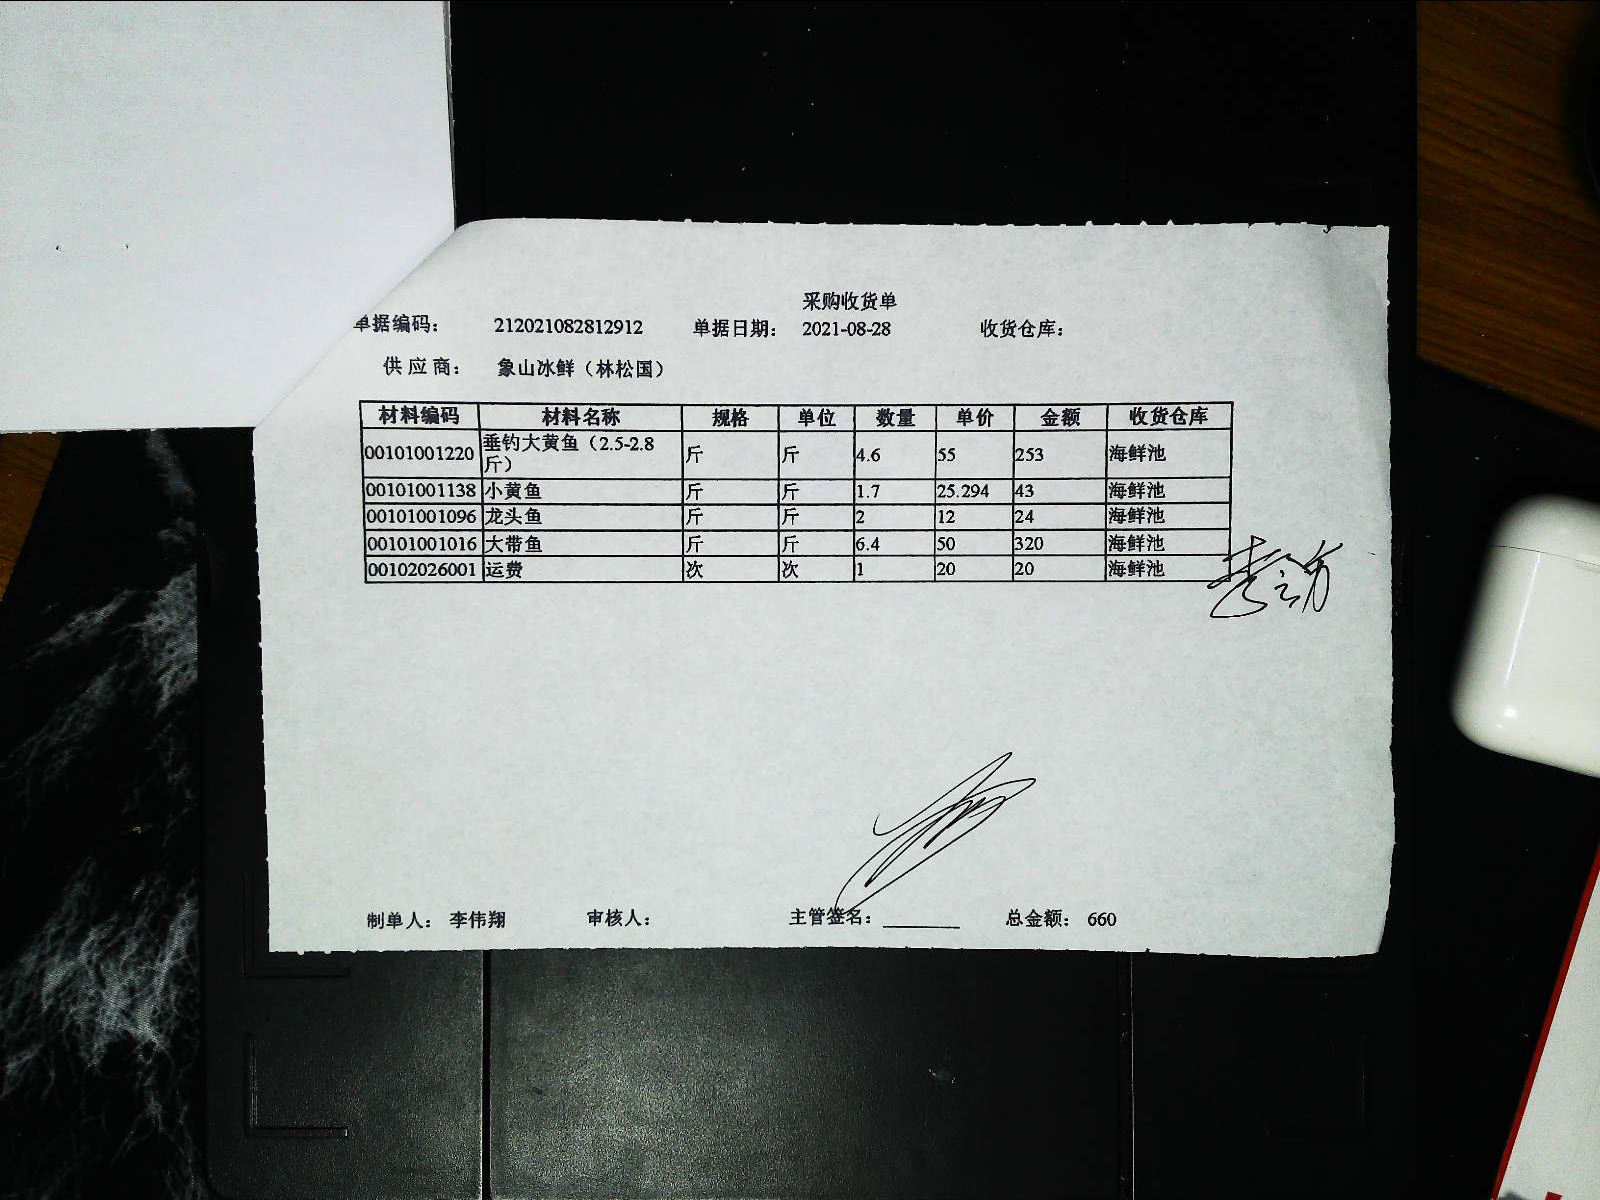 采购收货单
单据编码： 212021082812912 单据日期： 2021-08-28 收货仓库：
供应商： 象山冰鲜（林松国）
材料编码 材料名称 规格 单位 数量 单价 金额 收货仓库
00101001220 垂钓大黄鱼（2.5-2.8斤） 斤 斤 4.6 55 253 海鲜池
00101001138 小黄鱼 斤 斤 1.7 25.294 43 海鲜池
00101001096 龙头鱼 斤 斤 2 12 24 海鲜池
00101001016 大带鱼 斤 斤 6.4 50 320 海鲜池
00102026001 运费 次 次 1 20 20 海鲜池
制单人： 李伟翔 审核人： 主管签名： 总金额： 660